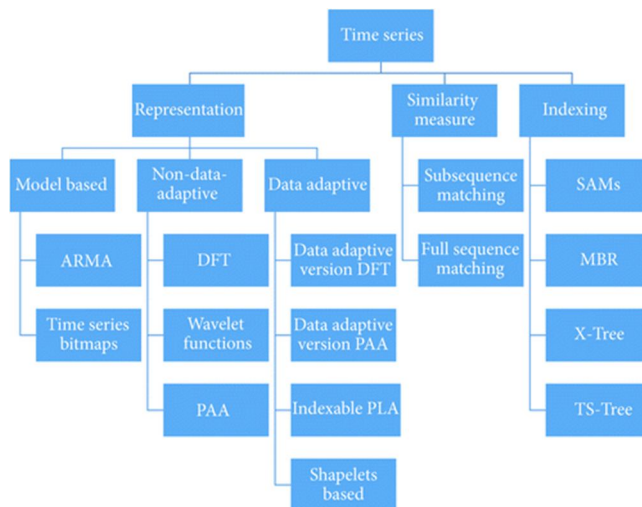 Time series
Representation
Similarity
measure
Indexing
Model based
Non-data-
adaptive
Data adaptive
Subsequence
matching
SAMs
ARMA
DFT
Data adaptive
version DFT
Full sequence
matching
MBR
Time series
bitmaps
Wavelet
functions
Data adaptive
version PAA
X-Tree
PAA
Indexable PLA
TS-Tree
Shapelets
based